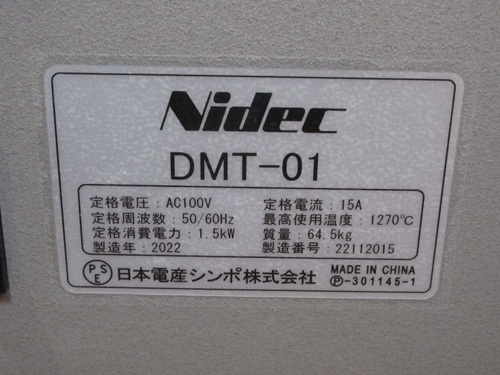 Nidec
DMT-01
定格電圧：AC100V 定格電流：15A
定格周波数：50/60Hz 最高使用温度：1270℃
定格消費電力：1.5kW 質量：64.5kg
製造年：2022 製造番号：22112015
PSE 日本電産シンポ株式会社 MADE IN CHINA
Ⓟ-301145-1